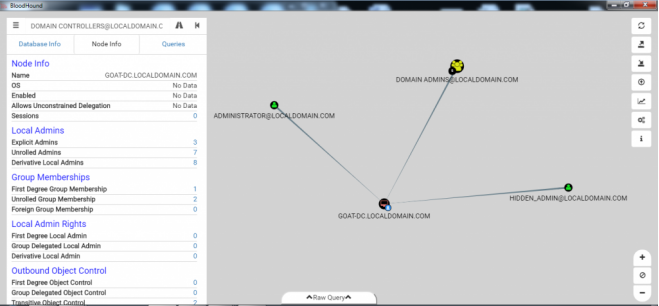 BloodHound
DOMAIN CONTROLLERS@LOCALDOMAIN.C
Database Info Node Info Queries
Node Info
Name GOAT-DC.LOCALDOMAIN.COM
OS No Data
Enabled No Data
Allows Unconstrained Delegation No Data
Sessions 0
Local Admins
Explicit Admins 3
Unrolled Admins 7
Derivative Local Admins 8
Group Memberships
First Degree Group Membership 1
Unrolled Group Membership 2
Foreign Group Membership 0
Local Admin Rights
First Degree Local Admin 0
Group Delegated Local Admin 0
Derivative Local Admin 0
Outbound Object Control
First Degree Object Control 0
Group Delegated Object Control 0
Transitive Object Control 2
DOMAIN ADMINS@LOCALDOMAIN.COM
ADMINISTRATOR@LOCALDOMAIN.COM
HIDDEN_ADMIN@LOCALDOMAIN.COM
GOAT-DC.LOCALDOMAIN.COM
Raw Query